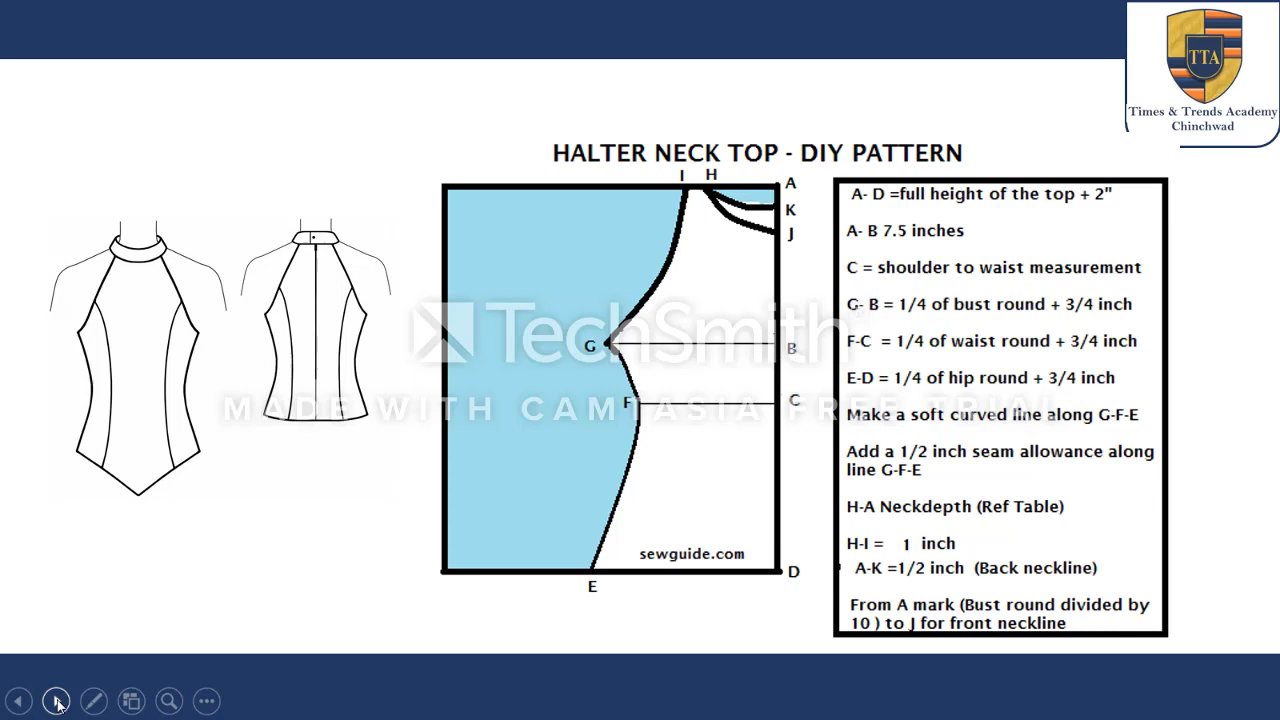 TTA
Times & Trends Academy
Chinchwad
HALTER NECK TOP - DIY PATTERN
I H
A
K
J
G
B
F
C
sewguide.com
D
E
A- D =full height of the top + 2"
A- B 7.5 inches
C = shoulder to waist measurement
G- B = 1/4 of bust round + 3/4 inch
F-C = 1/4 of waist round + 3/4 inch
E-D = 1/4 of hip round + 3/4 inch
Make a soft curved line along G-F-E
Add a 1/2 inch seam allowance along
line G-F-E
H-A Neckdepth (Ref Table)
H-I = 1 inch
A-K =1/2 inch (Back neckline)
From A mark (Bust round divided by
10 ) to J for front neckline
TechSmith
MADE WITH CAMTASIA FREE TRIAL